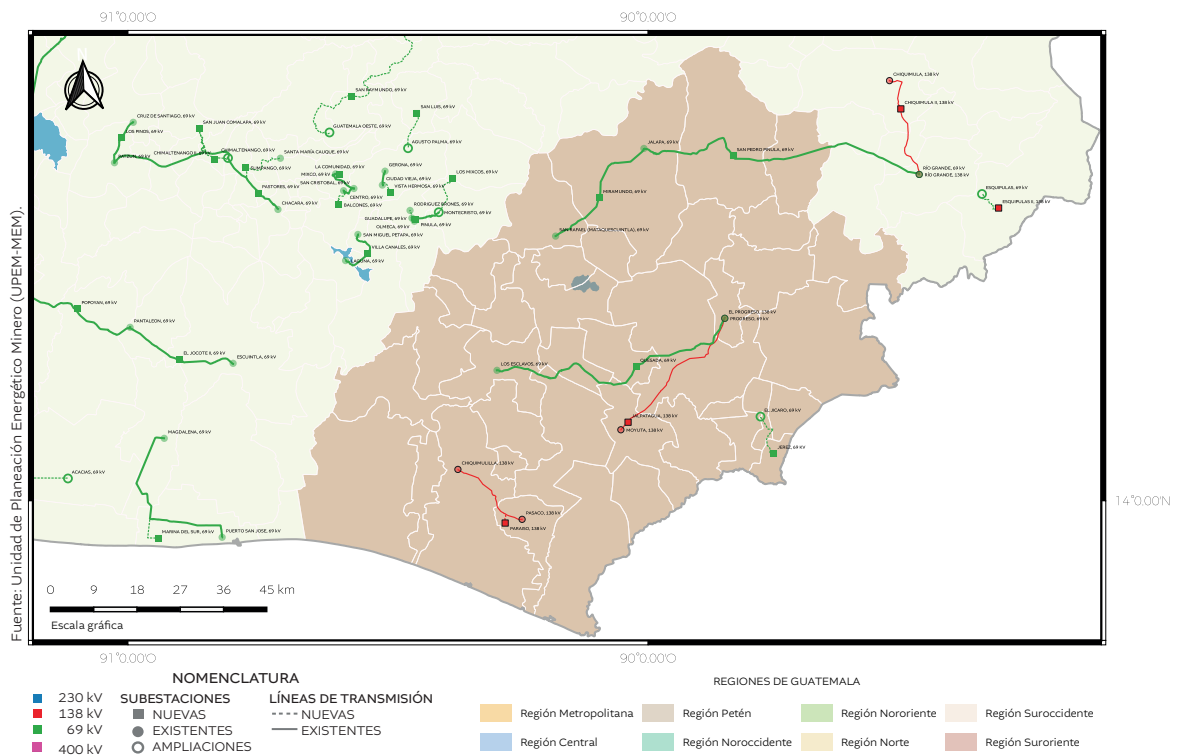 91°0.00'O
90°0.00'O
N
CHIQUIMULA, 138 kV
SAN RAYMUNDO, 69 kV
CHIQUIMULA II, 138 kV
SAN LUIS, 69 kV
CRUZ DE SANTIAGO, 69 kV
SAN JUAN COMALAPA, 69 kV
GUATEMALA OESTE, 69 kV
LOS PINOS, 69 kV
JALAPA, 69 kV
AGUSTO PALMA, 69 kV
CHIMALTENANGO, 69 kV
SANTA MARÍA CAUQUE, 69 kV
SAN PEDRO PINULA, 69 kV
GERONA, 69 kV
LA COMUNIDAD, 69 kV
RÍO GRANDE, 69 kV
RÍO GRANDE, 138 kV
LOS MIXCOS, 69 kV
CIUDAD VIEJA, 69 kV
SAN CRISTOBAL, 69 kV
VISTA HERMOSA, 69 kV
PASTORES, 69 kV
MIRAMUNDO, 69 kV
ESQUIPULAS, 69 kV
CENTRO, 69 kV
ESQUIPULAS II, 138 kV
CHACARA, 69 kV
BALCONES, 69 kV
MONTECRISTO, 69 kV
GUADALUPE, 69 kV
PINULA, 69 kV
OLMECA, 69 kV
SAN MIGUEL PETAPA, 69 kV
SAN RAFAEL (MATAQUESCUINTLA), 69 kV
VILLA CANALES, 69 kV
LAGUNA, 69 kV
POPOYAN, 69 kV
EL PROGRESO, 138 kV
PROGRESO, 69 kV
PANTALEON, 69 kV
EL JOCOTE II, 69 kV
ESCUINTLA, 69 kV
LOS ESCLAVOS, 69 kV
QUESADA, 69 kV
EL JICARO, 69 kV
JALPATAGUA, 138 kV
MOYUTA, 138 kV
MAGDALENA, 69 kV
JEREZ, 69 KV
CHIQUIMULILLA, 138 kV
ACACIAS, 69 kV
14°0.00'N
PASACO, 138 kV
PARAISO, 138 kV
MARINA DEL SUR, 69 kV
PUERTO SAN JOSE, 69 kV
0 9 18 27 36 45 km
Escala gráfica
Fuente: Unidad de Planeación Energético Minero (UPEM-MEM).
91°0.00'O
90°0.00'O
NOMENCLATURA
230 kV
138 kV
69 kV
400 kV
SUBESTACIONES
NUEVAS
EXISTENTES
AMPLIACIONES
LÍNEAS DE TRANSMISIÓN
NUEVAS
EXISTENTES
REGIONES DE GUATEMALA
Región Metropolitana
Región Petén
Región Nororiente
Región Suroccidente
Región Central
Región Noroccidente
Región Norte
Región Suroriente